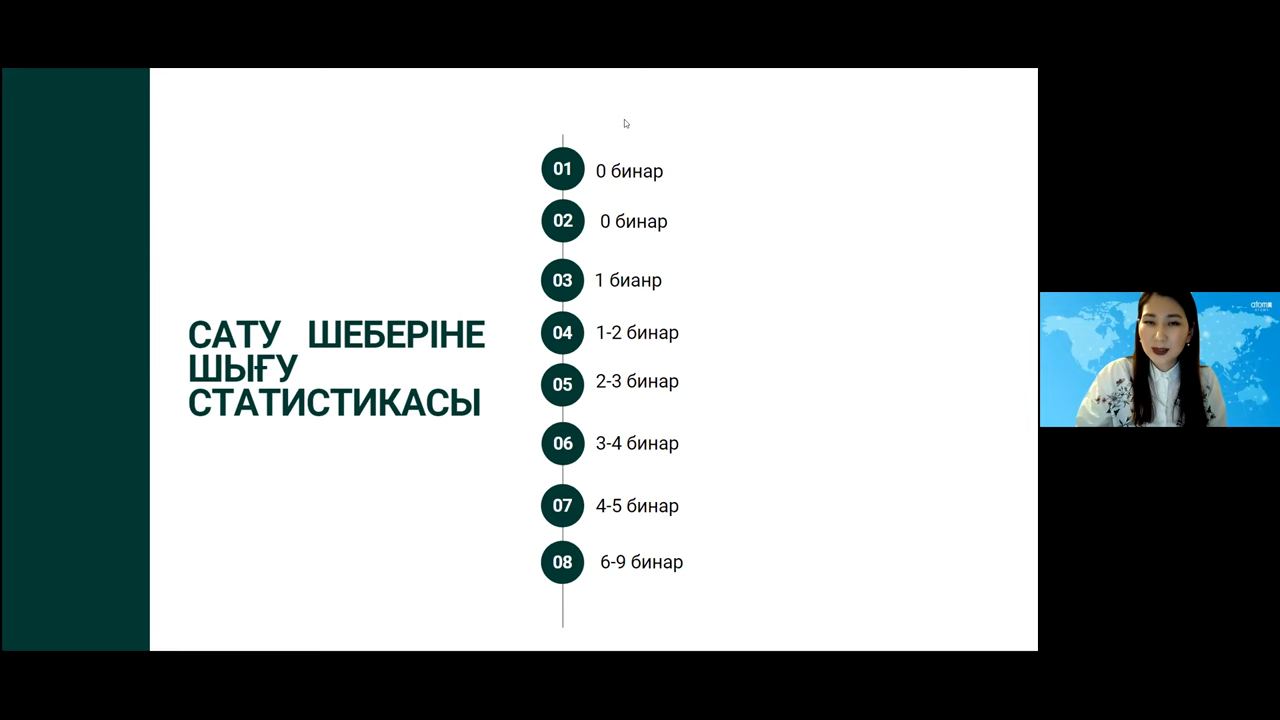 01 0 бинар
02 0 бинар
03 1 бианр
04 1-2 бинар
05 2-3 бинар
06 3-4 бинар
07 4-5 бинар
08 6-9 бинар
САТУ ШЕБЕРІНЕ
ШЫҒУ
СТАТИСТИКАСЫ